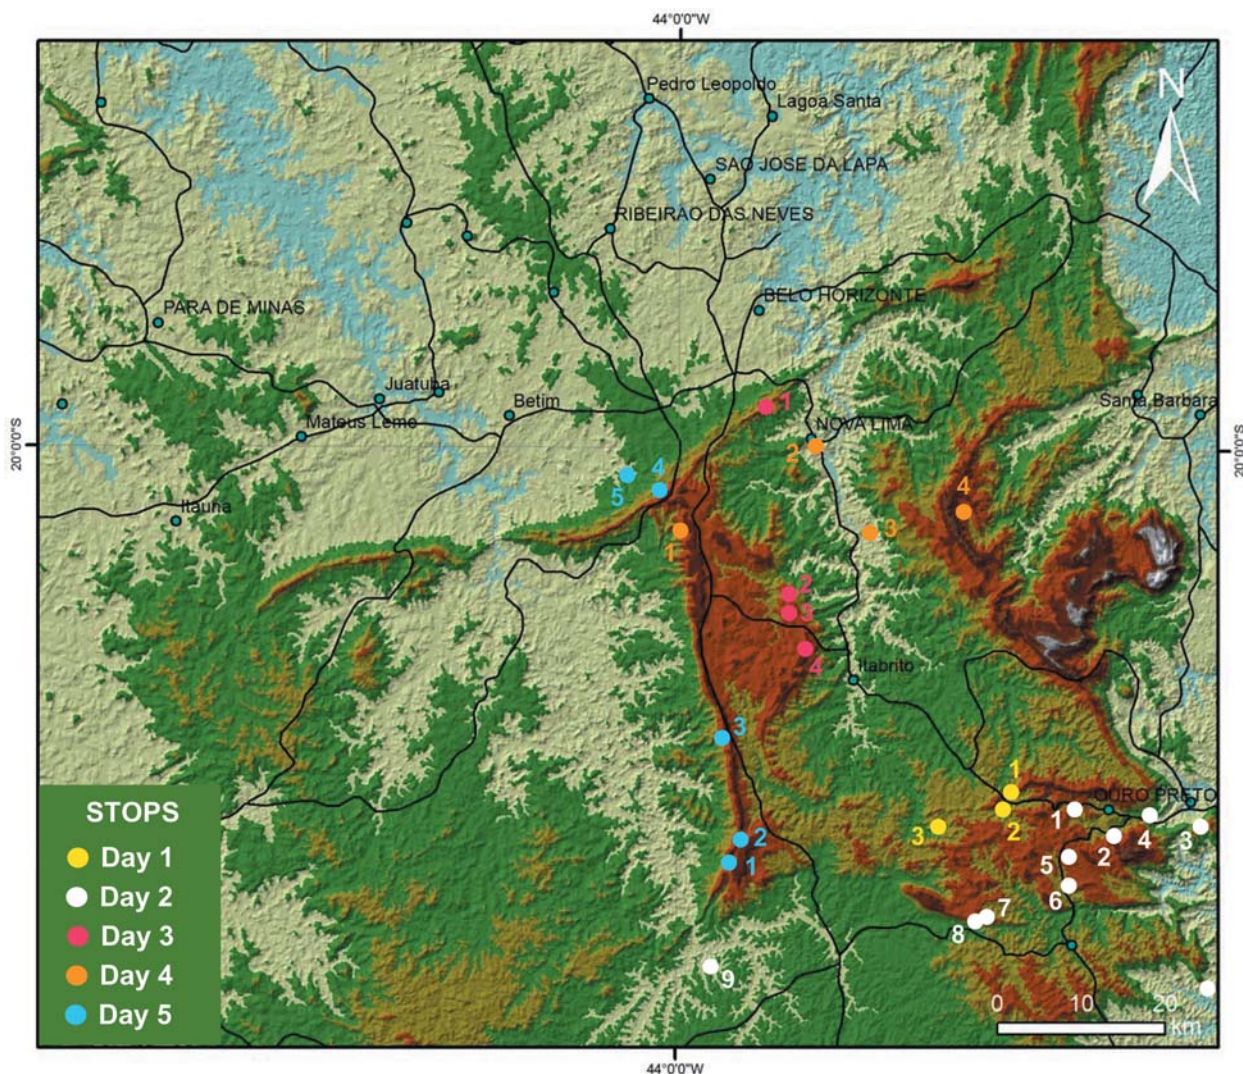 44°0'0"W
N
Pedro Leopoldo
Lagoa Santa
SAO JOSE DA LAPA
RIBEIRAO DAS NEVES
BELO HORIZONTE
PARA DE MINAS
Juatuba
Santa Barbara
Betim
1
Mateus Leme
NOVA LIMA
20°0'0"S
20°0'0"S
2
4
5
4
Itauna
3
1
2
3
4
Itabrito
3
1
OURO PRETO
STOPS
1
2
4
3
3
2
Day 1
2
5
1
Day 2
6
7
8
Day 3
9
Day 4
0 10 20
km
Day 5
44°0'0"W